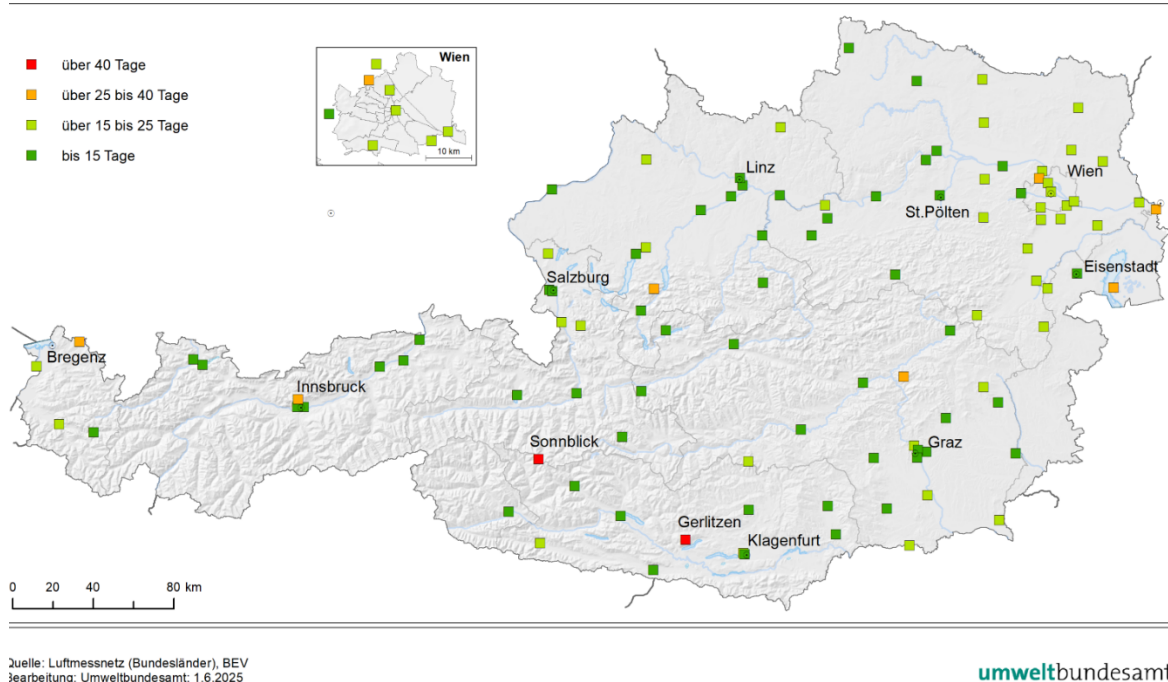 über 40 Tage
über 25 bis 40 Tage
über 15 bis 25 Tage
bis 15 Tage
Wien
10 km
Linz
Wien
St.Pölten
Eisenstadt
Salzburg
Bregenz
Innsbruck
Sonnblick
Graz
Gerlitzen
Klagenfurt
0 20 40 80 km
Quelle: Luftmessnetz (Bundesländer), BEV
Bearbeitung: Umweltbundesamt; 1.6.2025
umweltbundesamt